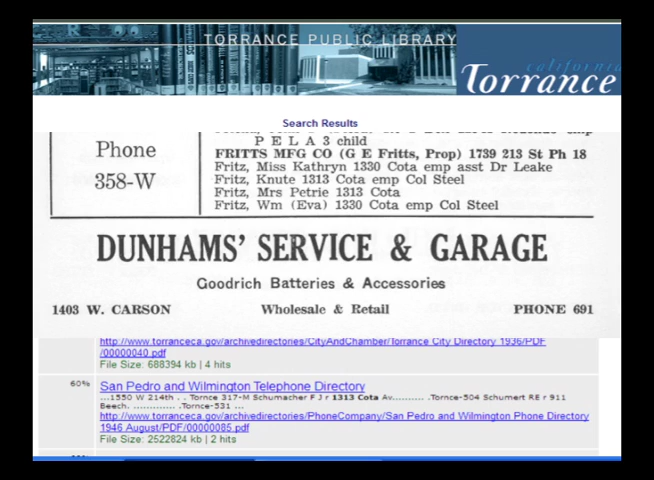 TORRANCE PUBLIC LIBRARY
california
Torrance
Search Results
P E L A 3 child
FRITTS MFG CO (G E Fritts, Prop) 1739 213 St Ph 18
Phone
Fritz, Miss Kathryn 1330 Cota emp asst Dr Leake
358-W
Fritz, Knute 1313 Cota emp Col Steel
Fritz, Mrs Petrie 1313 Cota
Fritz, Wm (Eva) 1330 Cota emp Col Steel
DUNHAMS' SERVICE & GARAGE
Goodrich Batteries & Accessories
1403 W. CARSON Wholesale & Retail PHONE 691
http://www.torranceca.gov/archivedirectories/CityAndChamber/Torrance City Directory 1936/PDF
/00000040.pdf
File Size: 688394 kb | 4 hits
60% San Pedro and Wilmington Telephone Directory
...1550 W 214th . . Tornce 317-M Schumacher F J r 1313 Cota Av.......... .Tornce-504 Schumert RE r 911
Beech. ............. .Tornce-531 ...
http://www.torranceca.gov/archivedirectories/PhoneCompany/San Pedro and Wilmington Phone Directory
1946 August/PDF/00000085.pdf
File Size: 2522824 kb | 2 hits